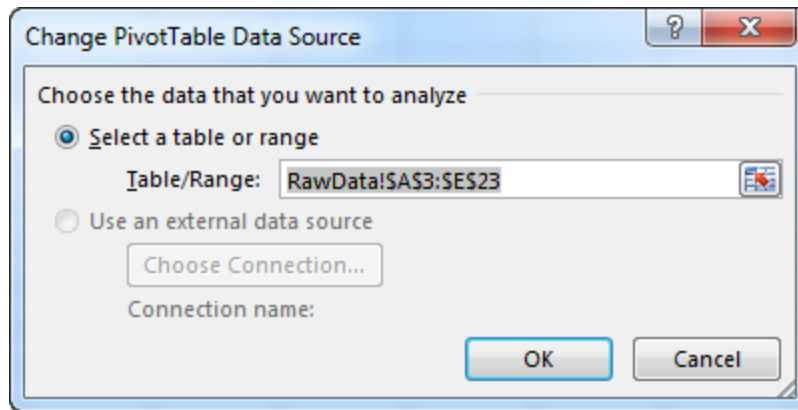 Change PivotTable Data Source
?
Choose the data that you want to analyze
Select a table or range
Table/Range: RawData!$A$3:$E$23
Use an external data source
Choose Connection...
Connection name:
OK Cancel